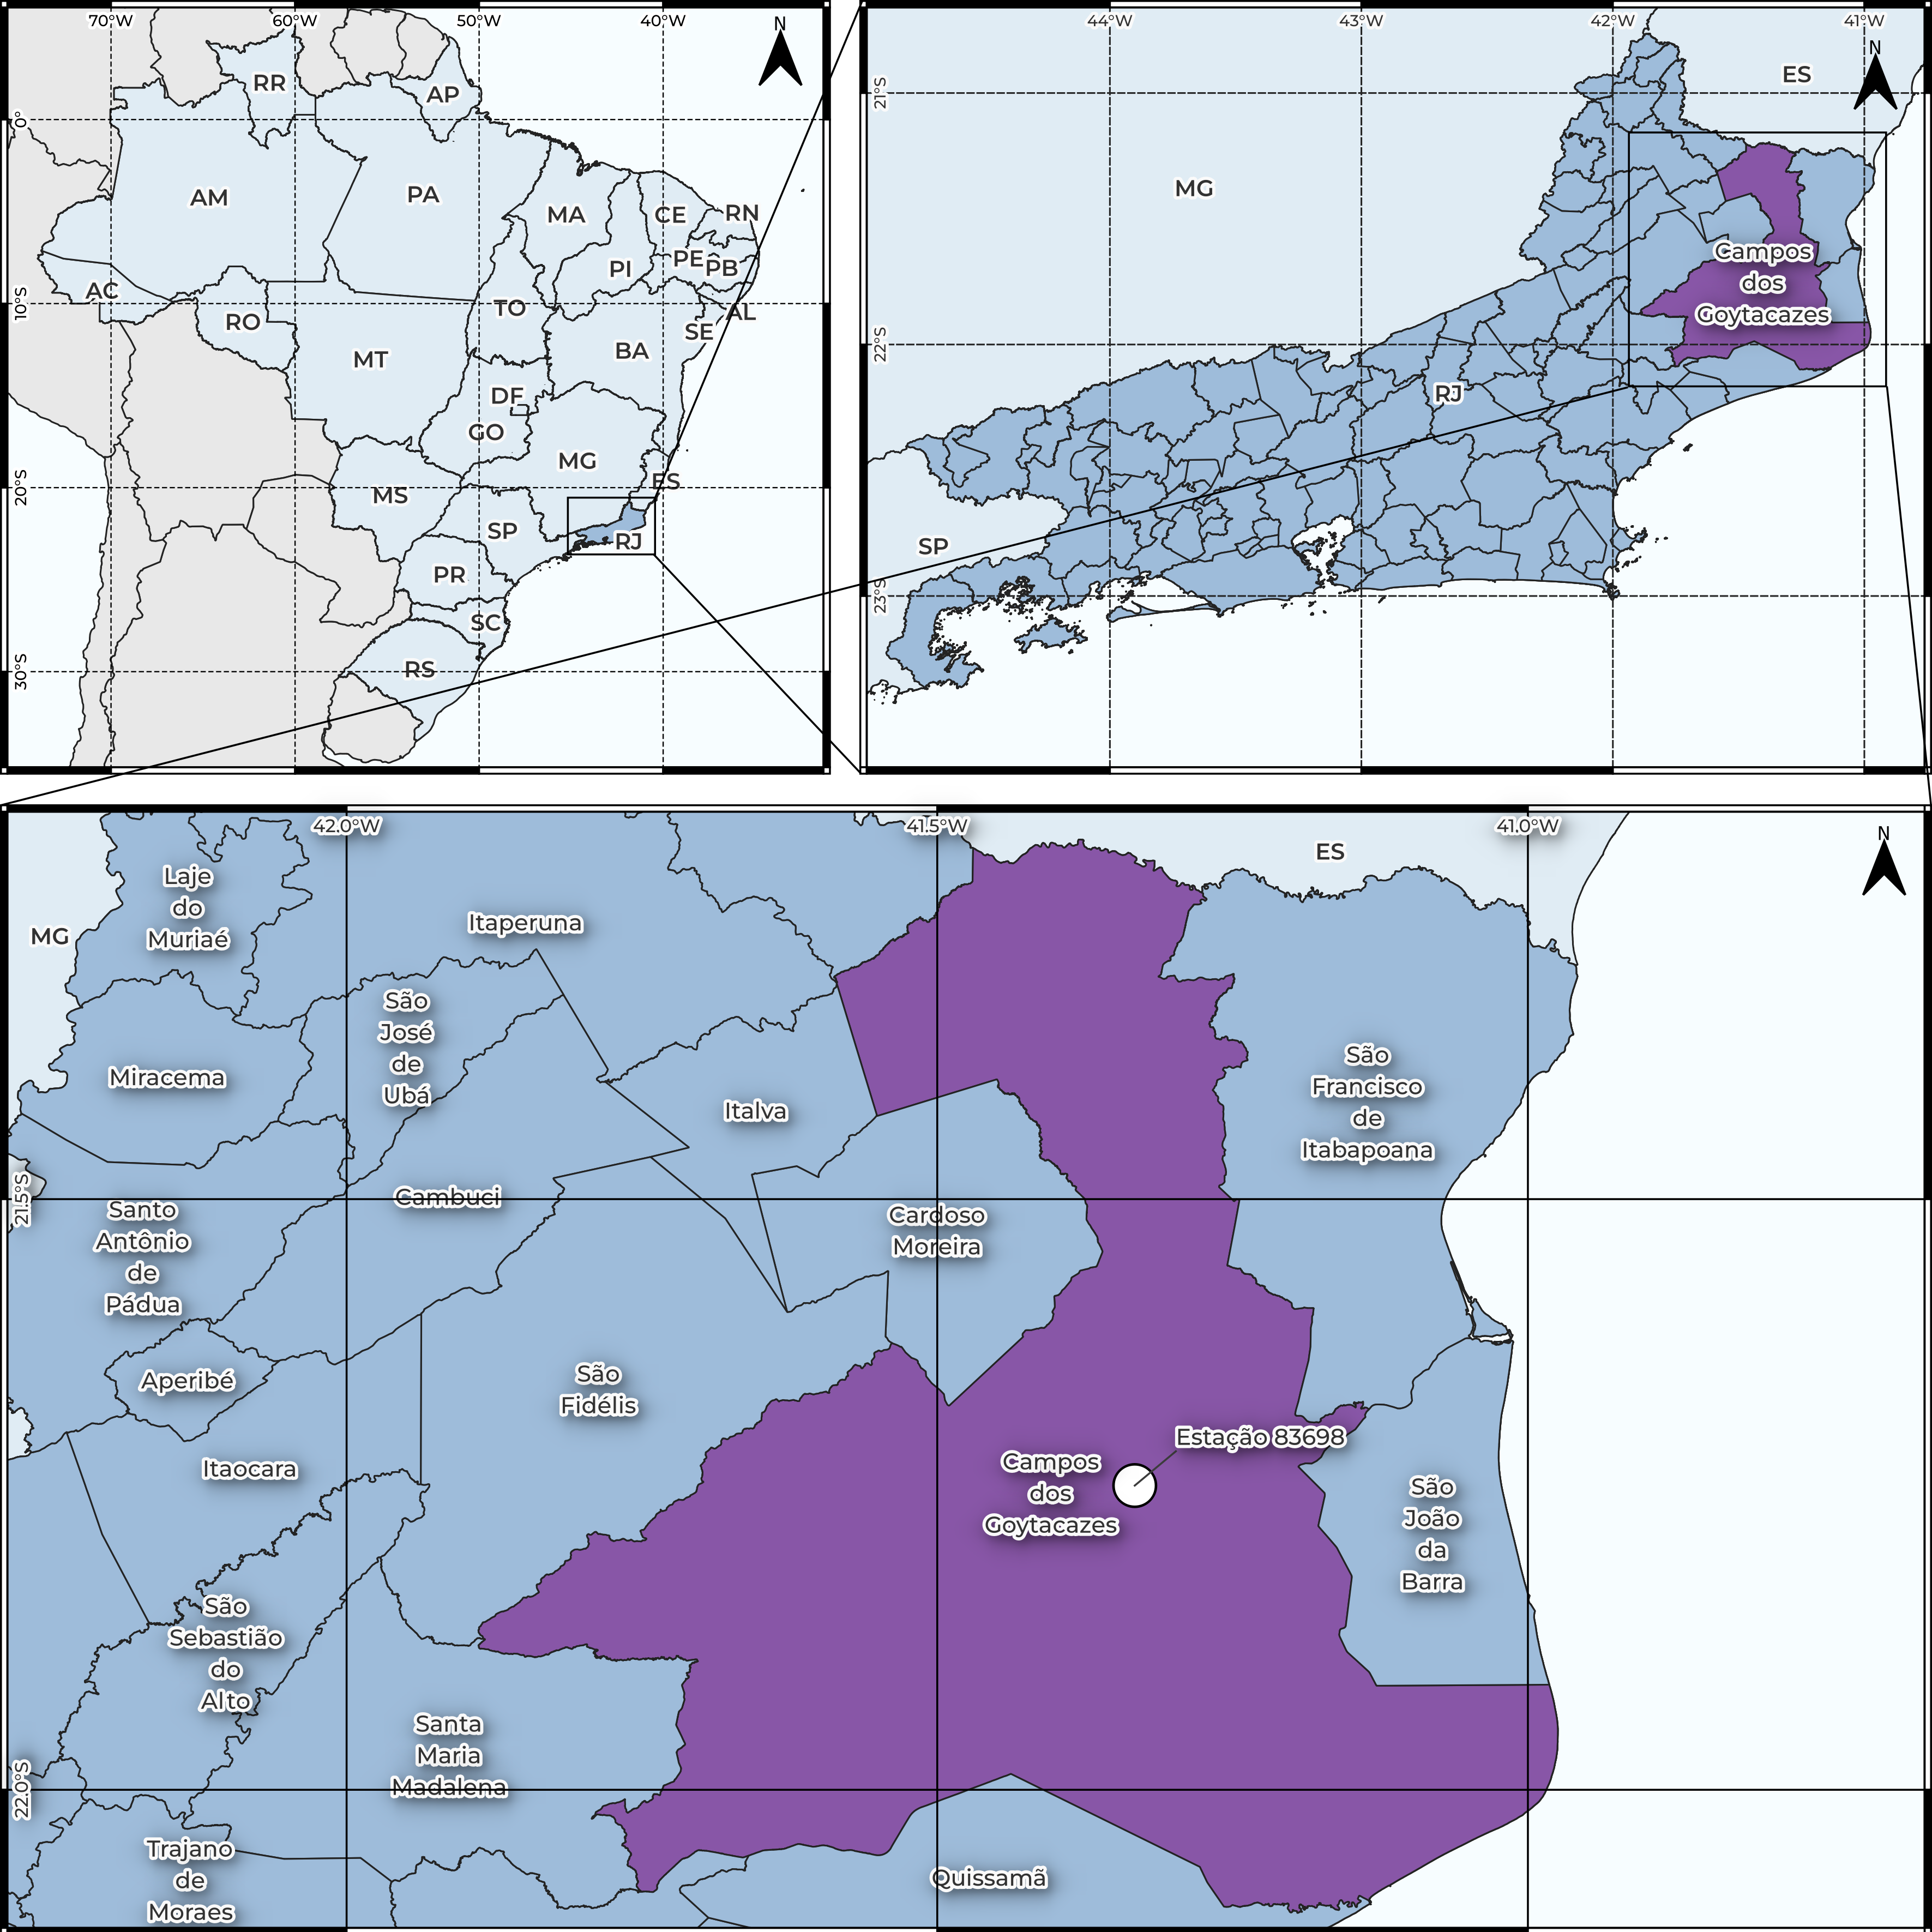 70°W 60°W 50°W 40°W
N
0°
10°S
20°S
30°S
RR
AP
AM
PA
MA
CE
RN
PI
PE
PB
AC
RO
TO
AL
SE
MT
BA
DF
GO
MG
ES
MS
SP
RJ
PR
SC
RS
44°W 43°W 42°W 41°W
N
21°S
22°S
23°S
ES
MG
Campos
dos
Goytacazes
RJ
SP
42.0°W 41.5°W 41.0°W
N
21.5°S
22.0°S
ES
MG
Laje
do
Muriaé
Itaperuna
São
José
de
Ubá
Miracema
Italva
São
Francisco
de
Itabapoana
Cambuci
Santo
Antônio
de
Pádua
Cardoso
Moreira
Aperibé
São
Fidélis
Itaocara
Estação 83698
Campos
dos
Goytacazes
São
João
da
Barra
São
Sebastião
do
Alto
Santa
Maria
Madalena
Trajano
de
Moraes
Quissamã